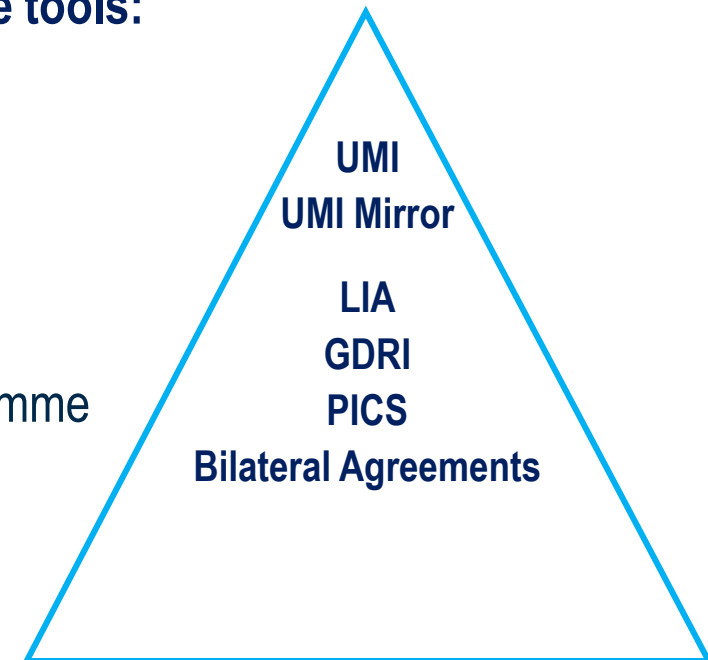 e tools:
UMI
UMI Mirror
LIA
GDRI
mme
PICS
Bilateral Agreements